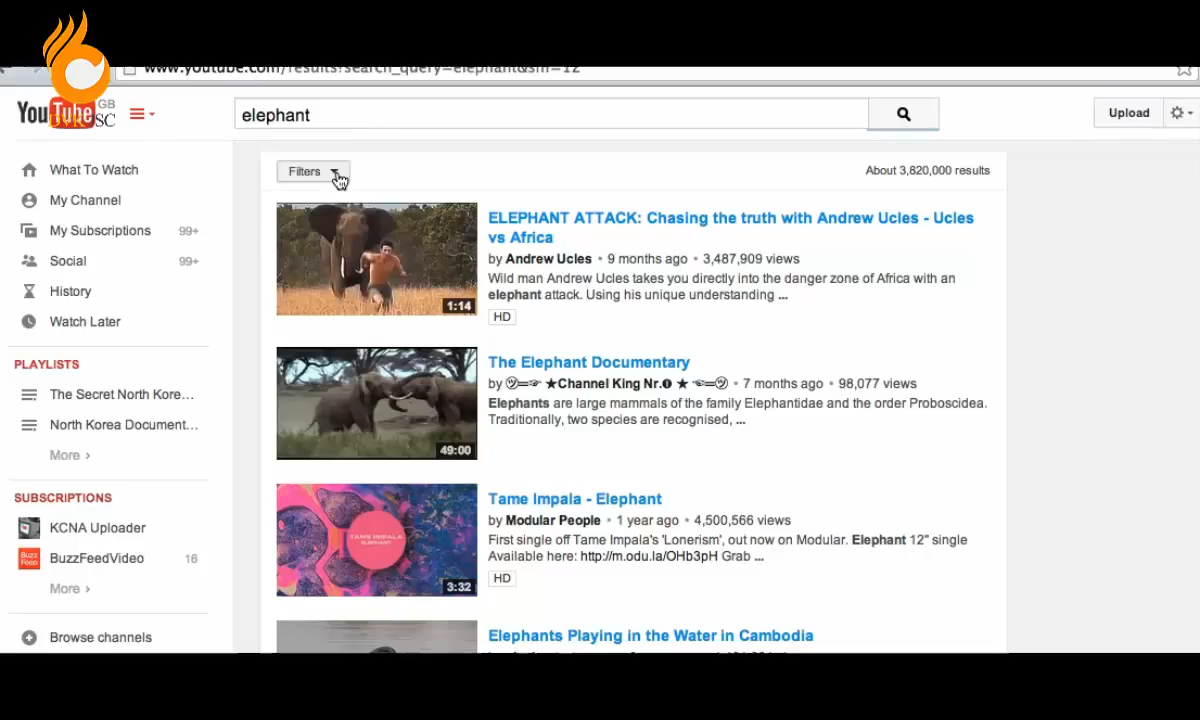 www.youtube.com/results?search_query=elephant&sm=12
YouTube GB
UVK SC
elephant
Upload
What To Watch
My Channel
My Subscriptions 99+
Social 99+
History
Watch Later
PLAYLISTS
The Secret North Kore...
North Korea Document...
More ›
SUBSCRIPTIONS
KCNA Uploader
Buzz Feed
BuzzFeedVideo 16
More ›
Browse channels
Filters
About 3,820,000 results
1:14
ELEPHANT ATTACK: Chasing the truth with Andrew Ucles - Ucles
vs Africa
by Andrew Ucles • 9 months ago • 3,487,909 views
Wild man Andrew Ucles takes you directly into the danger zone of Africa with an
elephant attack. Using his unique understanding ...
HD
49:00
The Elephant Documentary
by ★Channel King Nr.❶ ★ • 7 months ago • 98,077 views
Elephants are large mammals of the family Elephantidae and the order Proboscidea.
Traditionally, two species are recognised, ...
TAME IMPALA
ELEPHANT
3:32
Tame Impala - Elephant
by Modular People • 1 year ago • 4,500,566 views
First single off Tame Impala's 'Lonerism', out now on Modular. Elephant 12" single
Available here: http://m.odu.la/OHb3pH Grab ...
HD
Elephants Playing in the Water in Cambodia